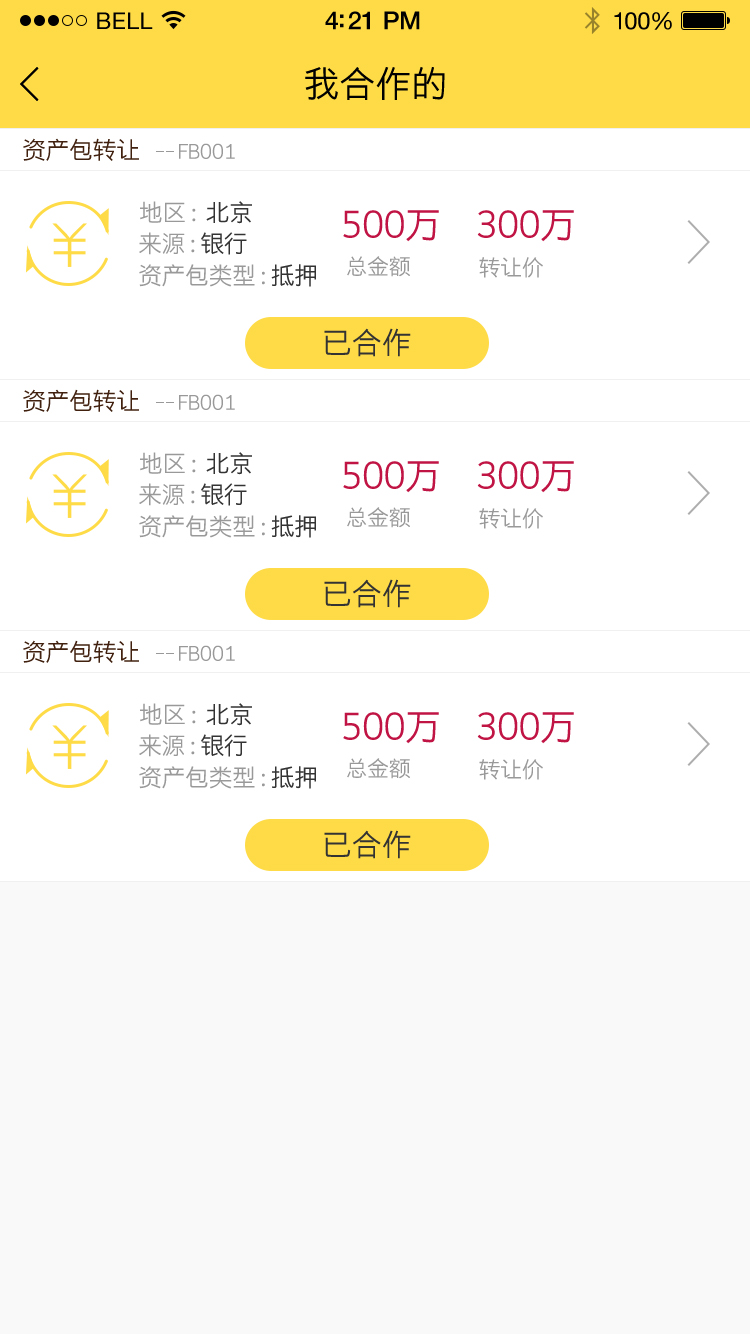 BELL 4:21 PM 100%
我合作的
资产包转让 --FB001
地区: 北京
来源: 银行
资产包类型: 抵押
500万 300万
总金额 转让价
已合作
资产包转让 --FB001
地区: 北京
来源: 银行
资产包类型: 抵押
500万 300万
总金额 转让价
已合作
资产包转让 --FB001
地区: 北京
来源: 银行
资产包类型: 抵押
500万 300万
总金额 转让价
已合作